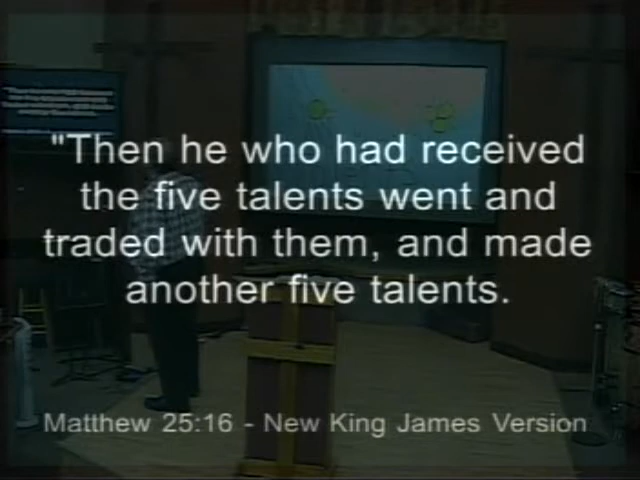 "Then he who had received
the five talents went and
traded with them, and made
another five talents.
Matthew 25:16 - New King James Version